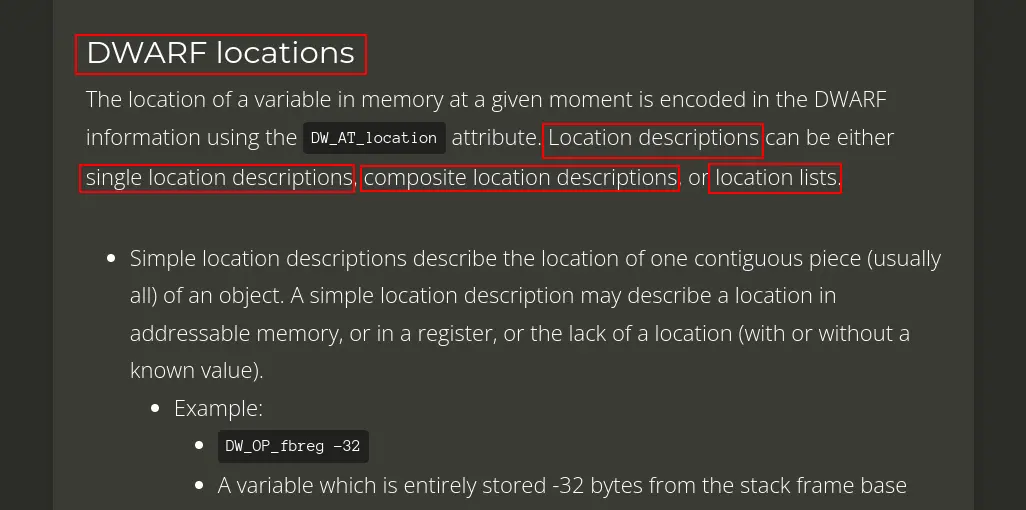 DWARF locations
The location of a variable in memory at a given moment is encoded in the DWARF
information using the DW_AT_location attribute. Location descriptions can be either
single location descriptions, composite location descriptions, or location lists.
• Simple location descriptions describe the location of one contiguous piece (usually
all) of an object. A simple location description may describe a location in
addressable memory, or in a register, or the lack of a location (with or without a
known value).
• Example:
• DW_OP_fbreg -32
• A variable which is entirely stored -32 bytes from the stack frame base